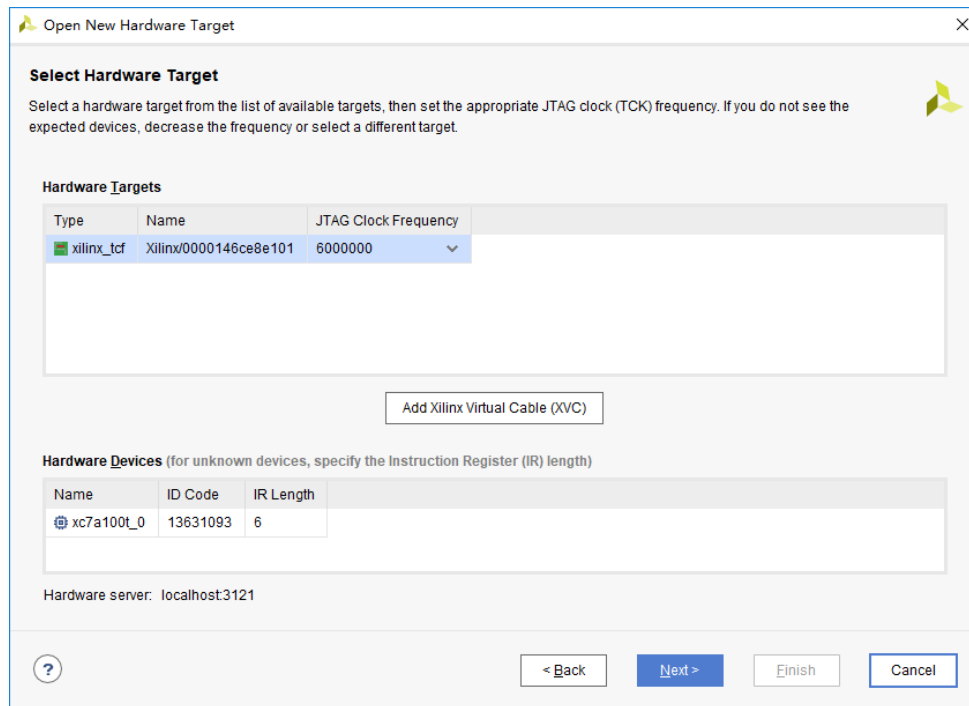 Open New Hardware Target
Select Hardware Target
Select a hardware target from the list of available targets, then set the appropriate JTAG clock (TCK) frequency. If you do not see the
expected devices, decrease the frequency or select a different target.
Hardware Targets
Type Name JTAG Clock Frequency
xilinx_tcf Xilinx/0000146ce8e101 6000000
Add Xilinx Virtual Cable (XVC)
Hardware Devices (for unknown devices, specify the Instruction Register (IR) length)
Name ID Code IR Length
xc7a100t_0 13631093 6
Hardware server: localhost:3121
? < Back Next > Finish Cancel